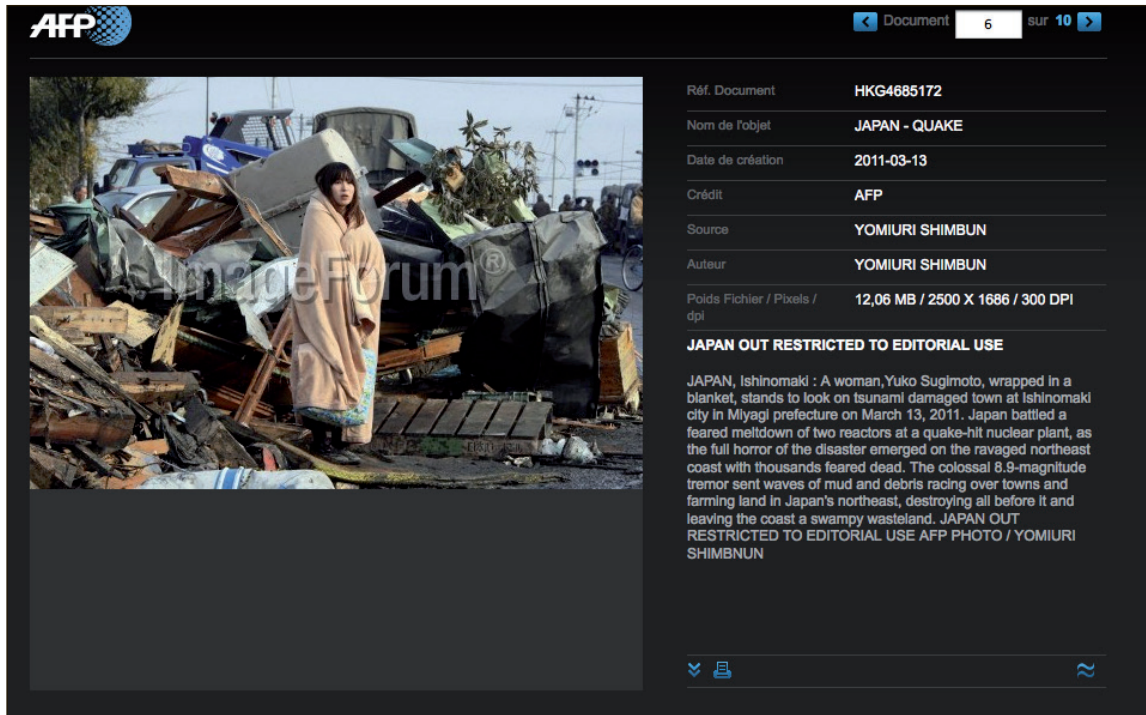 AFP
Document 6 sur 10
ImageForum®
Réf. Document HKG4685172
Nom de l'objet JAPAN - QUAKE
Date de création 2011-03-13
Crédit AFP
Source YOMIURI SHIMBUN
Auteur YOMIURI SHIMBUN
Poids Fichier / Pixels / 12,06 MB / 2500 X 1686 / 300 DPI
dpi
JAPAN OUT RESTRICTED TO EDITORIAL USE
JAPAN, Ishinomaki : A woman,Yuko Sugimoto, wrapped in a
blanket, stands to look on tsunami damaged town at Ishinomaki
city in Miyagi prefecture on March 13, 2011. Japan battled a
feared meltdown of two reactors at a quake-hit nuclear plant, as
the full horror of the disaster emerged on the ravaged northeast
coast with thousands feared dead. The colossal 8.9-magnitude
tremor sent waves of mud and debris racing over towns and
farming land in Japan's northeast, destroying all before it and
leaving the coast a swampy wasteland. JAPAN OUT
RESTRICTED TO EDITORIAL USE AFP PHOTO / YOMIURI
SHIMBNUN